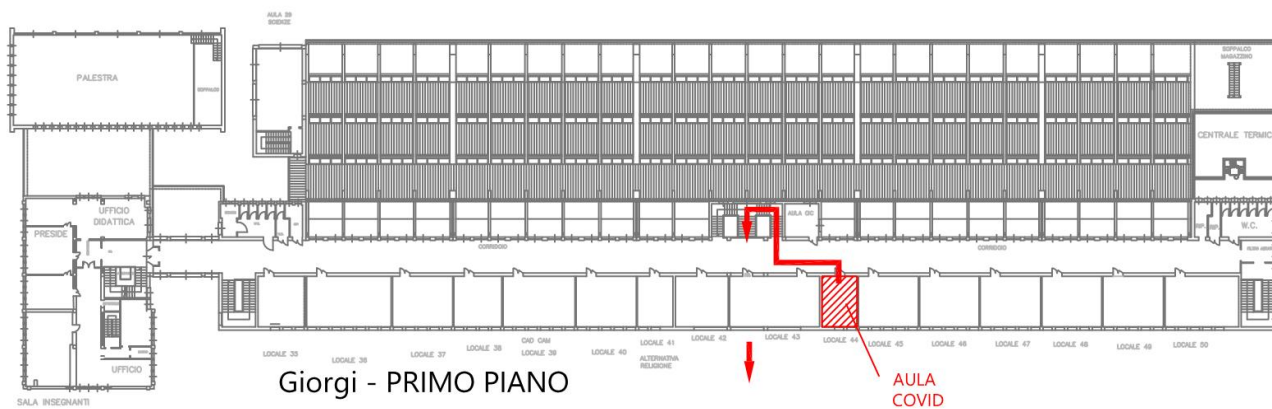 AULA 59
SCIENZE
PALESTRA
SOPPALCO
SOPPALCO
MAGAZZINO
CENTRALE TERMIC
UFFICIO
DIDATTICA
PRESIDE
AULA CIC
W.C.
CORRIDOIO
CORRIDOIO
LOCALE 35
LOCALE 36
LOCALE 37
LOCALE 38
CAD CAM
LOCALE 39
LOCALE 40
LOCALE 41
ALTERNATIVA
RELIGIONE
LOCALE 42
LOCALE 43
LOCALE 44
LOCALE 45
LOCALE 46
LOCALE 47
LOCALE 48
LOCALE 49
LOCALE 50
UFFICIO
SALA INSEGNANTI
Giorgi - PRIMO PIANO
AULA
COVID